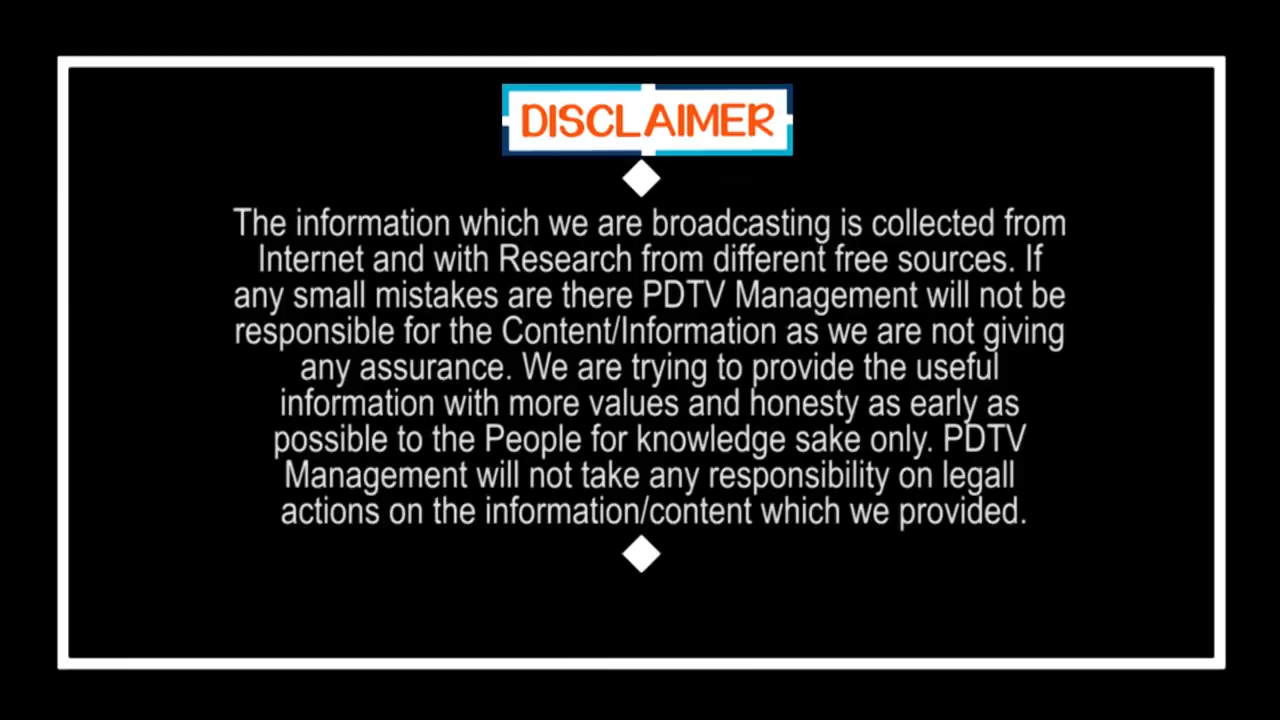 DISCLAIMER
The information which we are broadcasting is collected from
Internet and with Research from different free sources. If
any small mistakes are there PDTV Management will not be
responsible for the Content/Information as we are not giving
any assurance. We are trying to provide the useful
information with more values and honesty as early as
possible to the People for knowledge sake only. PDTV
Management will not take any responsibility on legall
actions on the information/content which we provided.